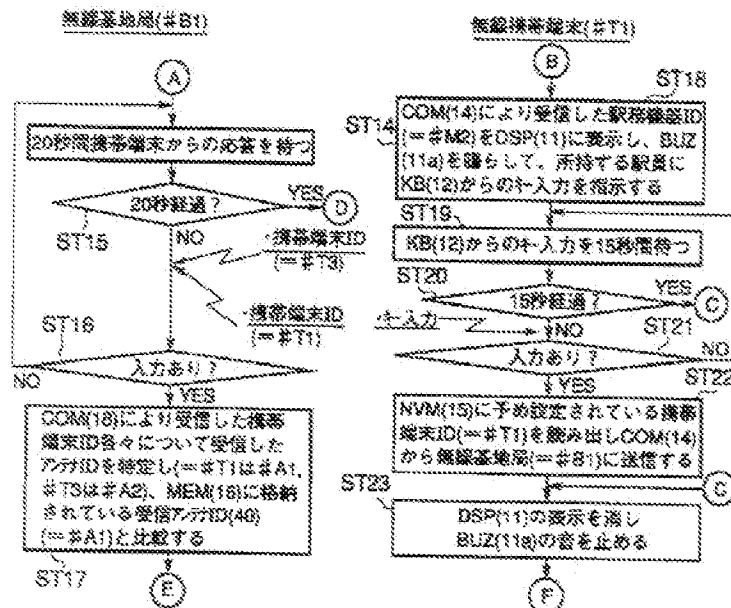 無線基地局(#B1)
A
20秒間携帯端末からの応答を待つ
ST14
20秒経過?
YES
D
ST15
NO
・携帯端末ID
(=#T3)
・携帯端末ID
(=#T1)
ST16
入力あり?
NO
YES
COM(18)により受信した携帯
端末ID各々について受信した
アンテナIDを特定し(=#T1は#A1,
#T3は#A2)、MEM(16)に格納
されている受信アンテナID(40)
(=#A1)と比較する
ST17
E
無線携帯端末(#T1)
B
ST18
COM(14)により受信した駅務機器ID
(=#M2)をDSP(11)に表示し、BUZ
(11a)を鳴らして、所持する駅員に
KB(12)からのキー入力を指示する
ST19
KB(12)からのキー入力を15秒間待つ
ST20
15秒経過?
YES
C
・キー入力
NO
ST21
入力あり?
NO
YES
ST22
NVM(15)に予め設定されている携帯
端末ID(=#T1)を読み出しCOM(14)
から無線基地局(=#B1)に送信する
C
ST23
DSP(11)の表示を消し
BUZ(11a)の音を止める
F